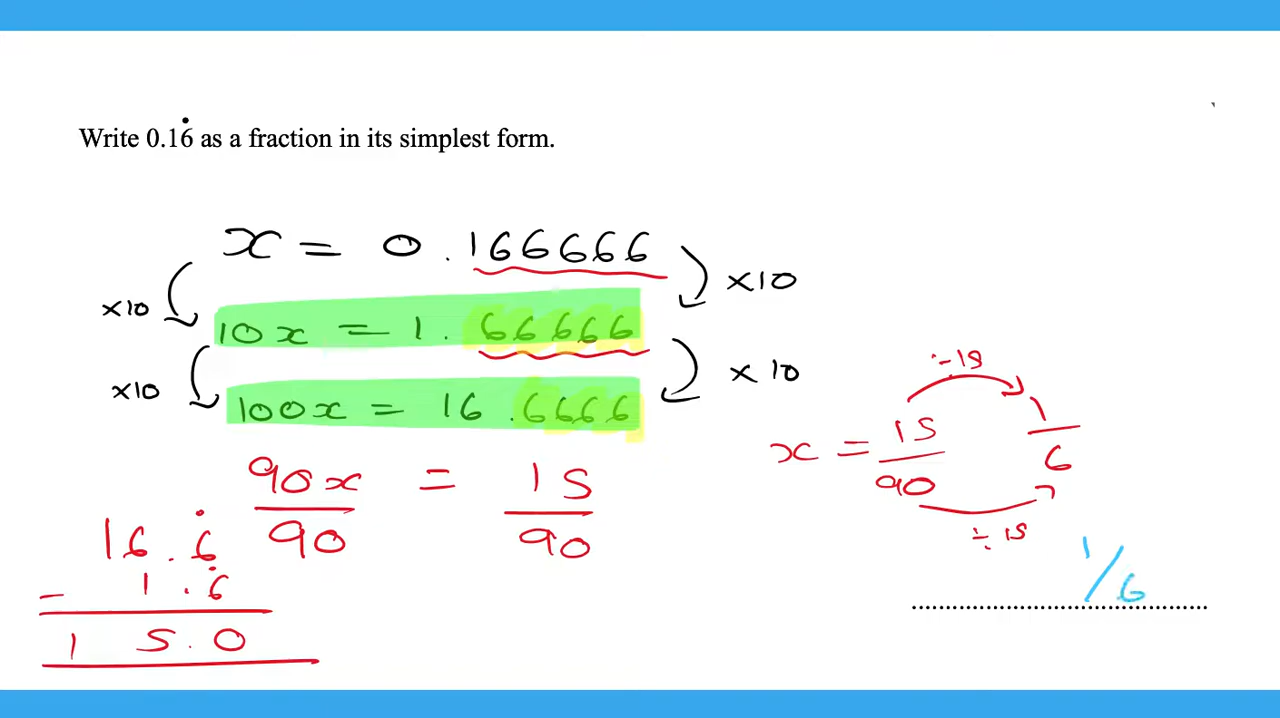 Write 0.16̇ as a fraction in its simplest form.
x = 0.166666
×10
×10
10x = 1.66666
×10
×10
100x = 16.6666
90x/90 = 15/90
16.6̇
- 1.6̇
15.0
÷15
x = 15/90 1/6
÷15
1/6